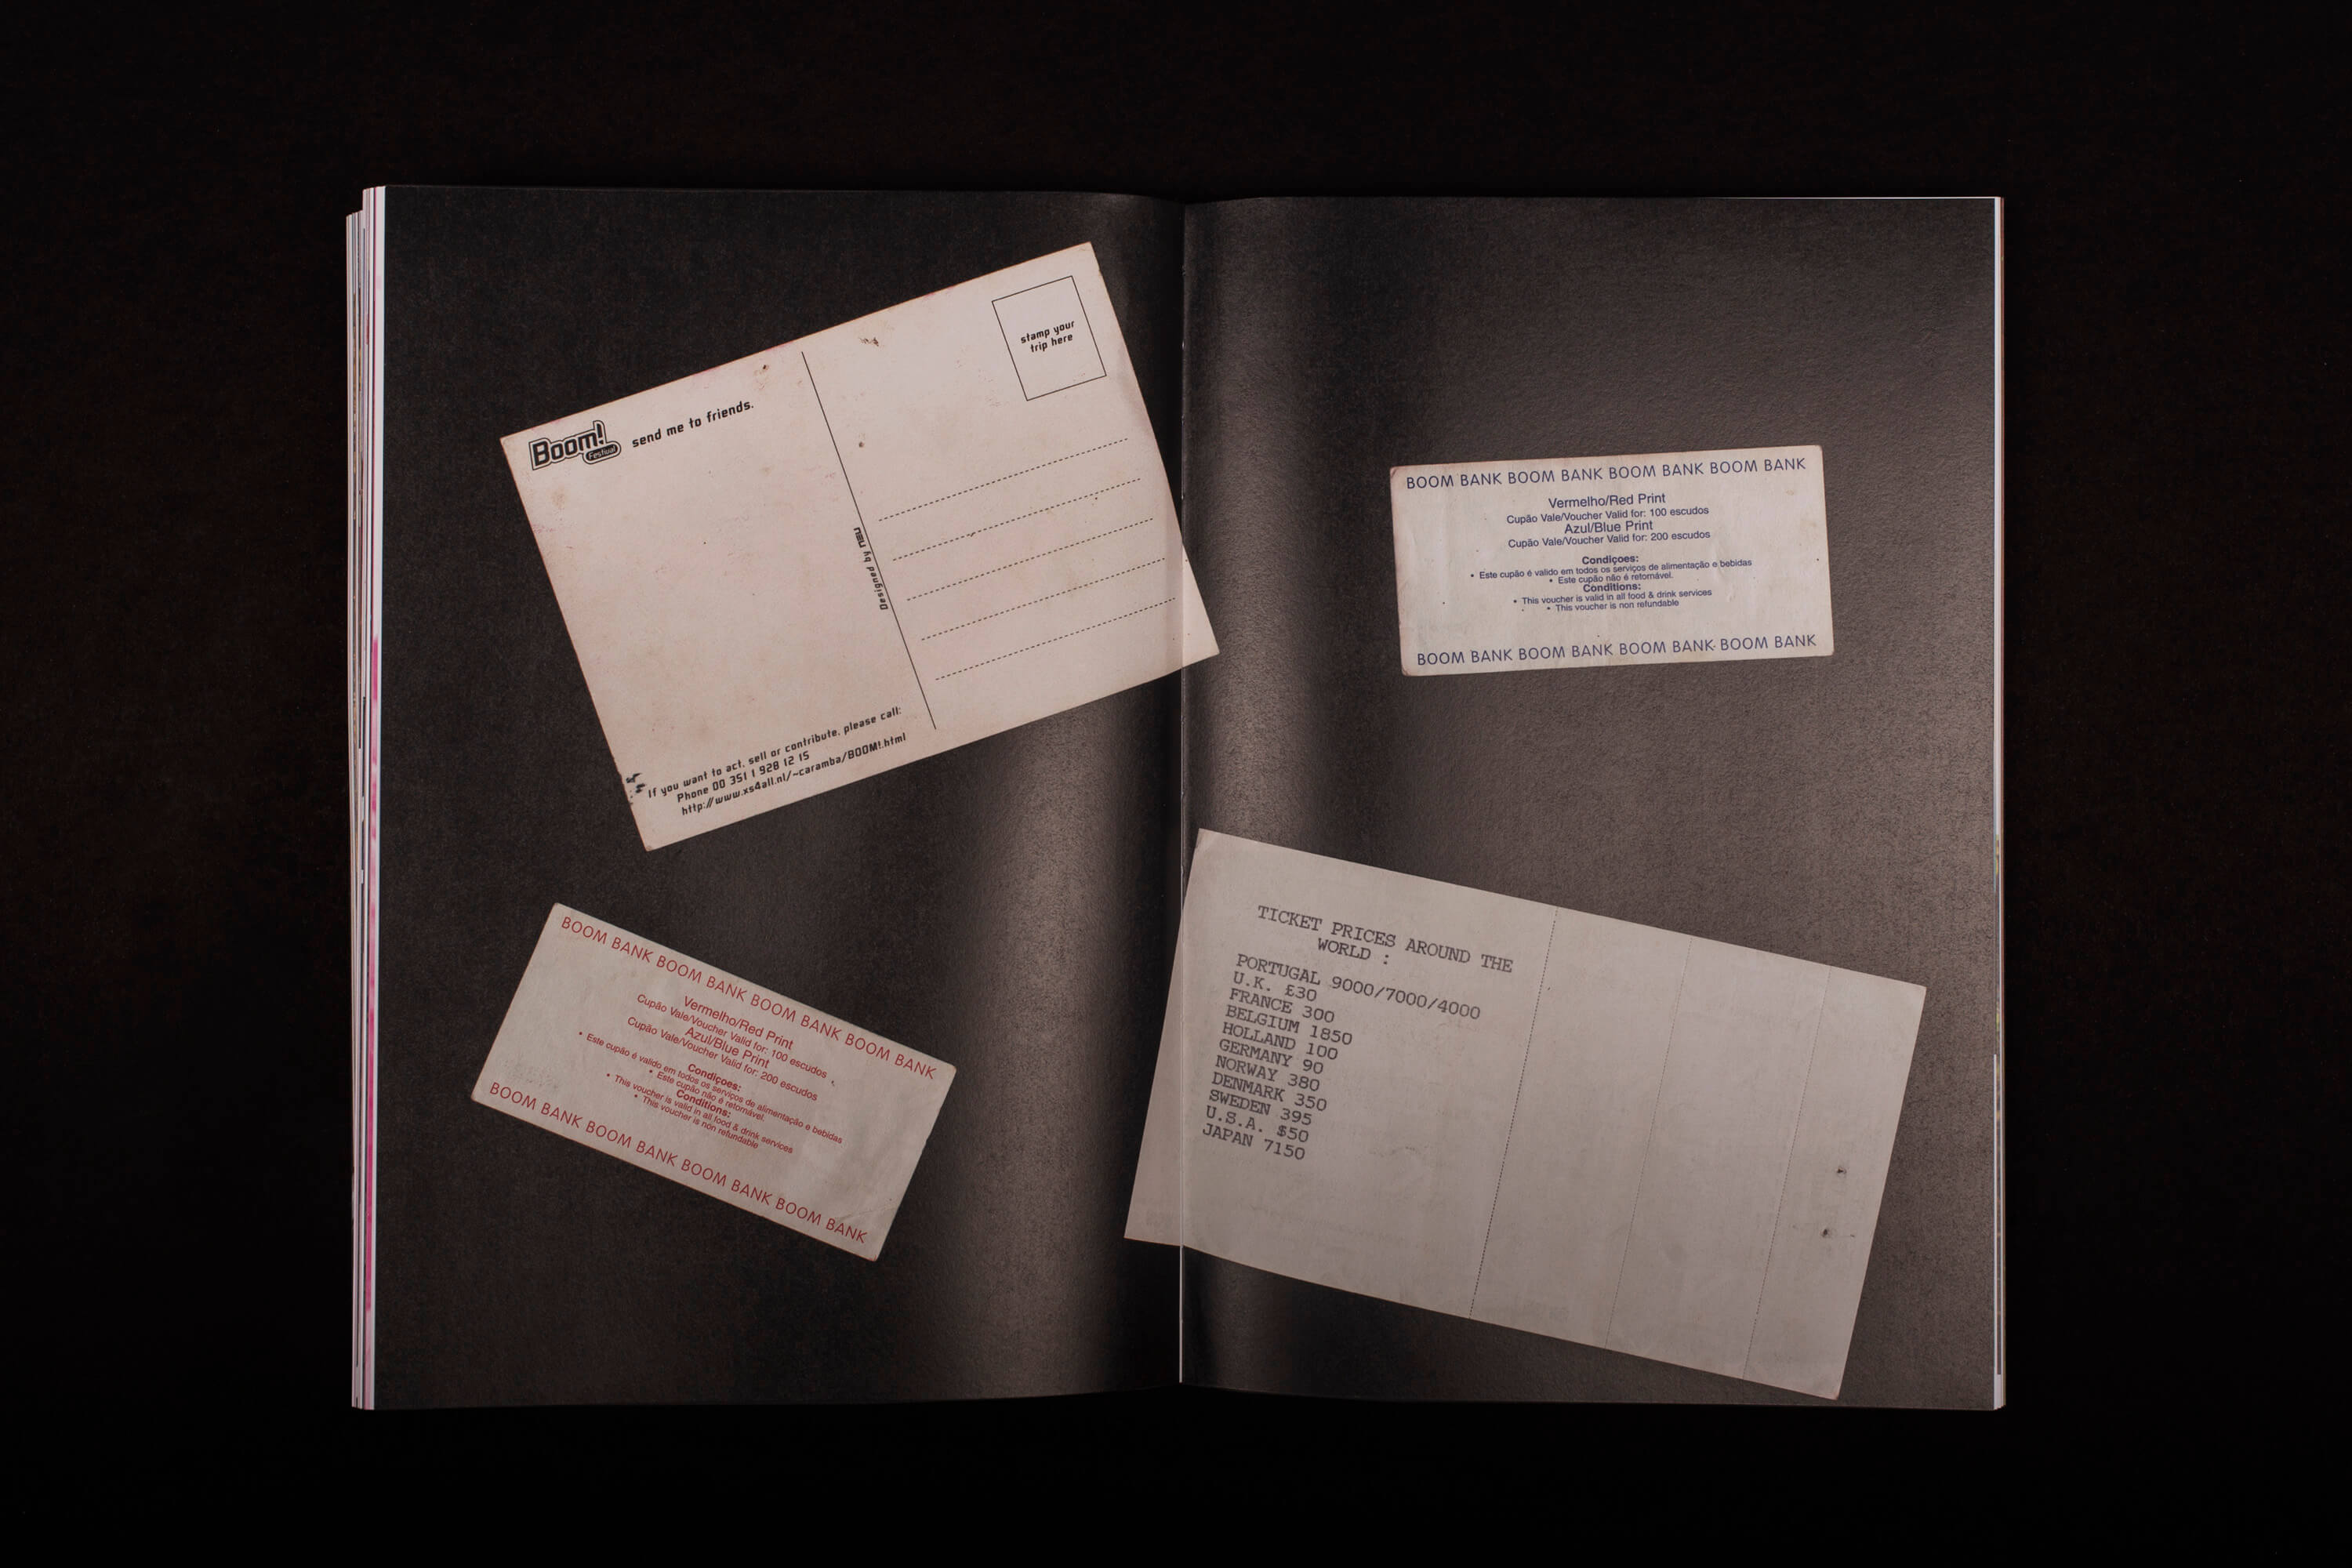 Boom!
Festival
send me to friends.
stamp your
trip here
Designed by neu
If you want to act, sell or contribute, please call:
Phone 00 351 1 928 12 15
http://www.xs4all.nl/~caramba/BOOM!.html
BOOM BANK BOOM BANK BOOM BANK BOOM BANK
Vermelho/Red Print
Cupão Vale/Voucher Valid for: 100 escudos
Azul/Blue Print
Cupão Vale/Voucher Valid for: 200 escudos
Condiçoes:
• Este cupão é valido em todos os serviços de alimentação e bebidas
• Este cupão não é retornável.
Conditions:
• This voucher is valid in all food & drink services
• This voucher is non refundable
BOOM BANK BOOM BANK BOOM BANK BOOM BANK
BOOM BANK BOOM BANK BOOM BANK BOOM BANK
Vermelho/Red Print
Cupão Vale/Voucher Valid for: 100 escudos
Azul/Blue Print
Cupão Vale/Voucher Valid for: 200 escudos
Condiçoes:
• Este cupão é valido em todos os serviços de alimentação e bebidas
• Este cupão não é retornável.
Conditions:
• This voucher is valid in all food & drink services
• This voucher is non refundable
BOOM BANK BOOM BANK BOOM BANK BOOM BANK
TICKET PRICES AROUND THE
WORLD :
PORTUGAL 9000/7000/4000
U.K. £30
FRANCE 300
BELGIUM 1850
HOLLAND 100
GERMANY 90
NORWAY 380
DENMARK 350
SWEDEN 395
U.S.A. $50
JAPAN 7150